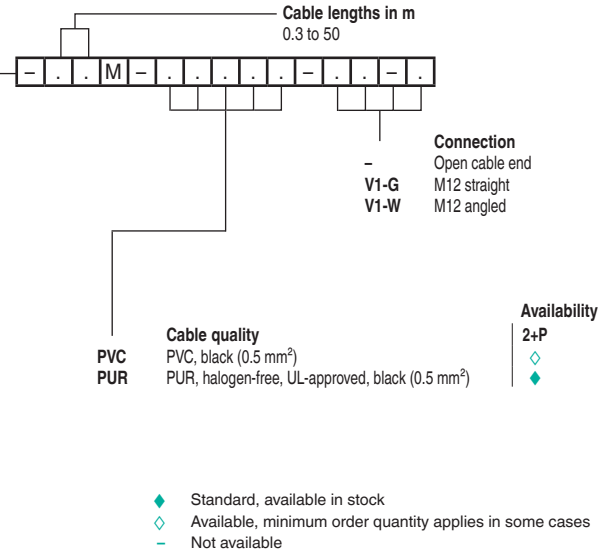 Cable lengths in m
0.3 to 50
– . . M – . . . . . – . . – .
Connection
– Open cable end
V1-G M12 straight
V1-W M12 angled
Availability
Cable quality 2+P
PVC PVC, black (0.5 mm²) ◇
PUR PUR, halogen-free, UL-approved, black (0.5 mm²) ◆
◆ Standard, available in stock
◇ Available, minimum order quantity applies in some cases
– Not available